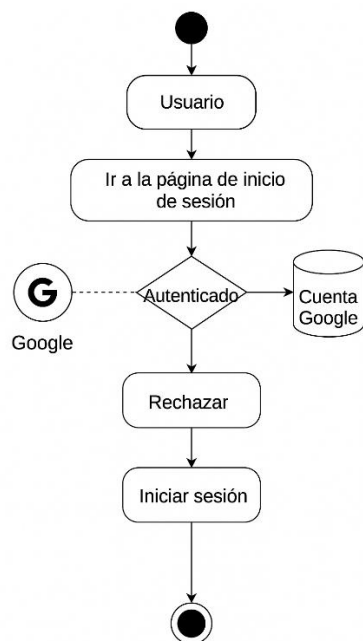 Usuario
Ir a la página de inicio
de sesión
G
Google
Autenticado
Cuenta
Google
Rechazar
Iniciar sesión